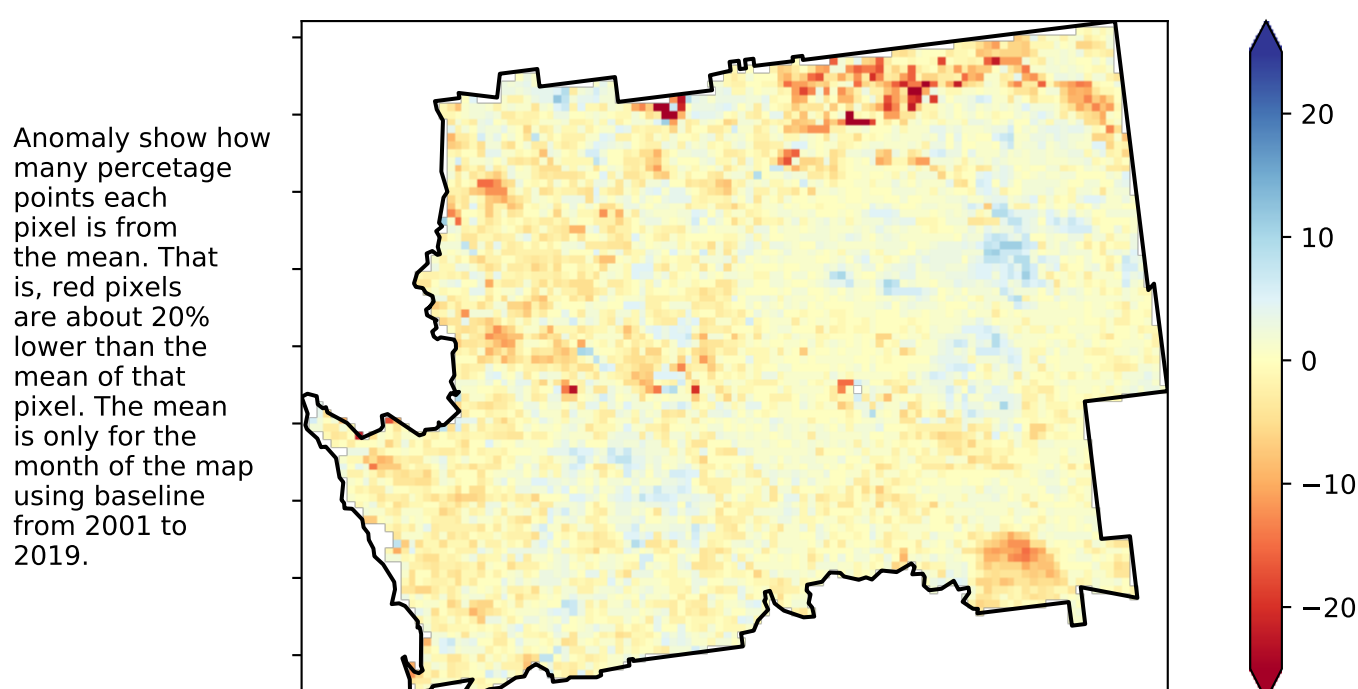 Anomaly show how
many percetage
points each
pixel is from
the mean. That
is, red pixels
are about 20%
lower than the
mean of that
pixel. The mean
is only for the
month of the map
using baseline
from 2001 to
2019.
20
10
0
−10
−20